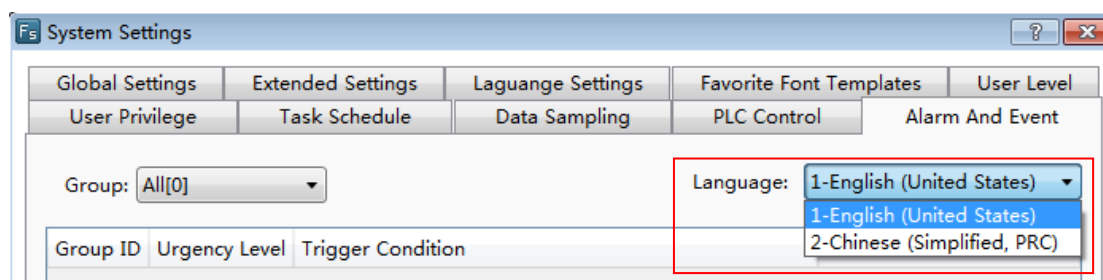 Fs System Settings
Global Settings Extended Settings Laguange Settings Favorite Font Templates User Level
User Privilege Task Schedule Data Sampling PLC Control Alarm And Event
Group: All[0] Language: 1-English (United States)
1-English (United States)
2-Chinese (Simplified, PRC)
Group ID Urgency Level Trigger Condition